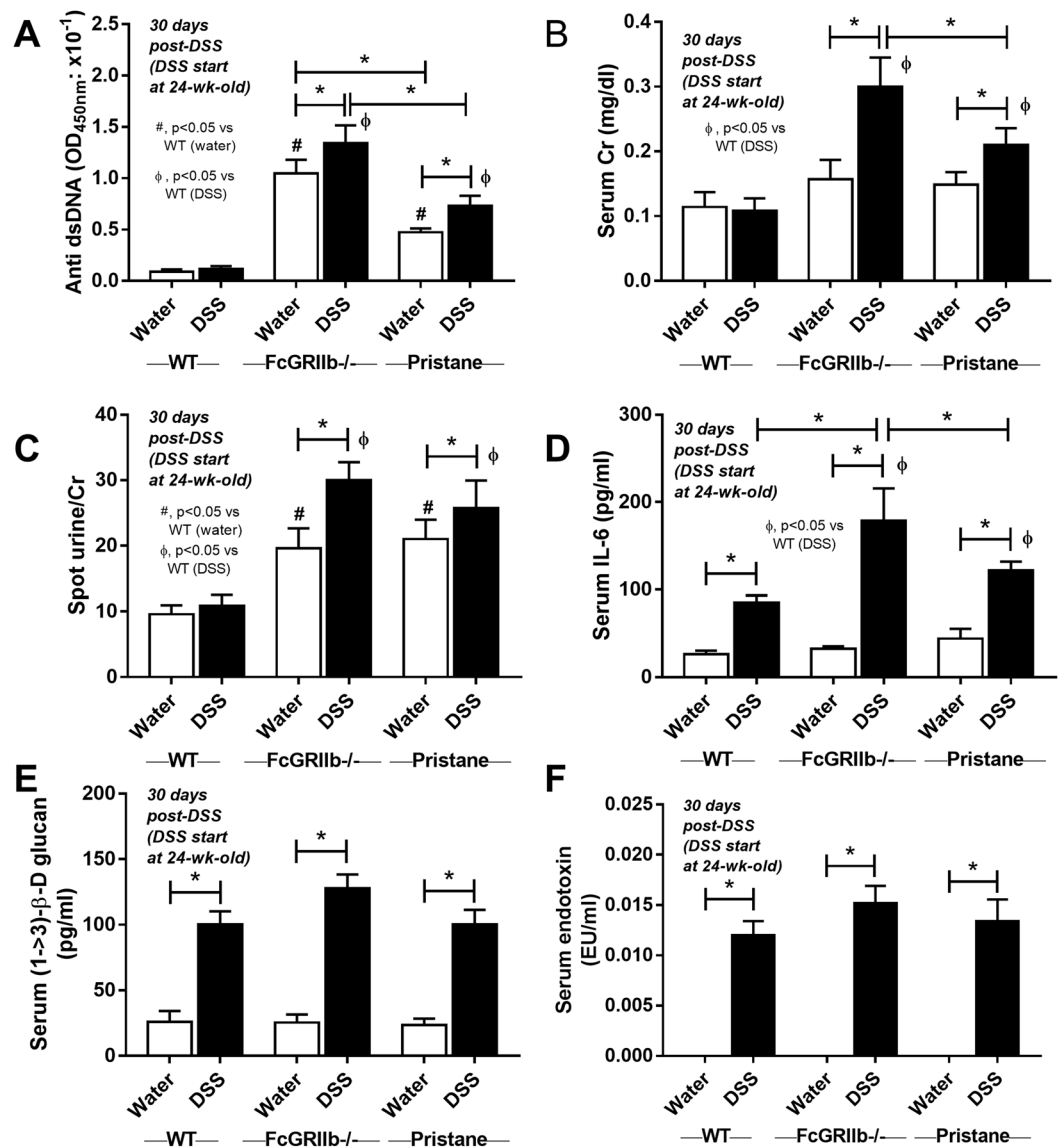 A
30 days
post-DSS
(DSS start
at 24-wk-old)
#, p<0.05 vs
WT (water)
ϕ , p<0.05 vs
WT (DSS)
Anti dsDNA (OD450nm: x10-1)
2.5
2.0
1.5
1.0
0.5
0.0
*
*
*
*
#
ϕ
#
ϕ
Water
DSS
Water
DSS
Water
DSS
WT
FcGRIIb-/-
Pristane
B
30 days
post-DSS
(DSS start
at 24-wk-old)
ϕ , p<0.05 vs
WT (DSS)
Serum Cr (mg/dl)
0.4
0.3
0.2
0.1
0.0
*
*
*
ϕ
ϕ
Water
DSS
Water
DSS
Water
DSS
WT
FcGRIIb-/-
Pristane
C
30 days
post-DSS
(DSS start
at 24-wk-old)
#, p<0.05 vs
WT (water)
ϕ, p<0.05 vs
WT (DSS)
Spot urine/Cr
40
30
20
10
0
*
*
#
ϕ
#
ϕ
Water
DSS
Water
DSS
Water
DSS
WT
FcGRIIb-/-
Pristane
D
30 days
post-DSS
(DSS start
at 24-wk-old)
ϕ, p<0.05 vs
WT (DSS)
Serum IL-6 (pg/ml)
300
200
100
0
*
*
*
*
*
ϕ
ϕ
Water
DSS
Water
DSS
Water
DSS
WT
FcGRIIb-/-
Pristane
E
30 days
post-DSS
(DSS start
at 24-wk-old)
Serum (1->3)-β-D glucan
(pg/ml)
200
150
100
50
0
*
*
*
Water
DSS
Water
DSS
Water
DSS
WT
FcGRIIb-/-
Pristane
F
30 days
post-DSS
(DSS start
at 24-wk-old)
Serum endotoxin
(EU/ml)
0.025
0.020
0.015
0.010
0.005
0.000
*
*
*
Water
DSS
Water
DSS
Water
DSS
WT
FcGRIIb-/-
Pristane